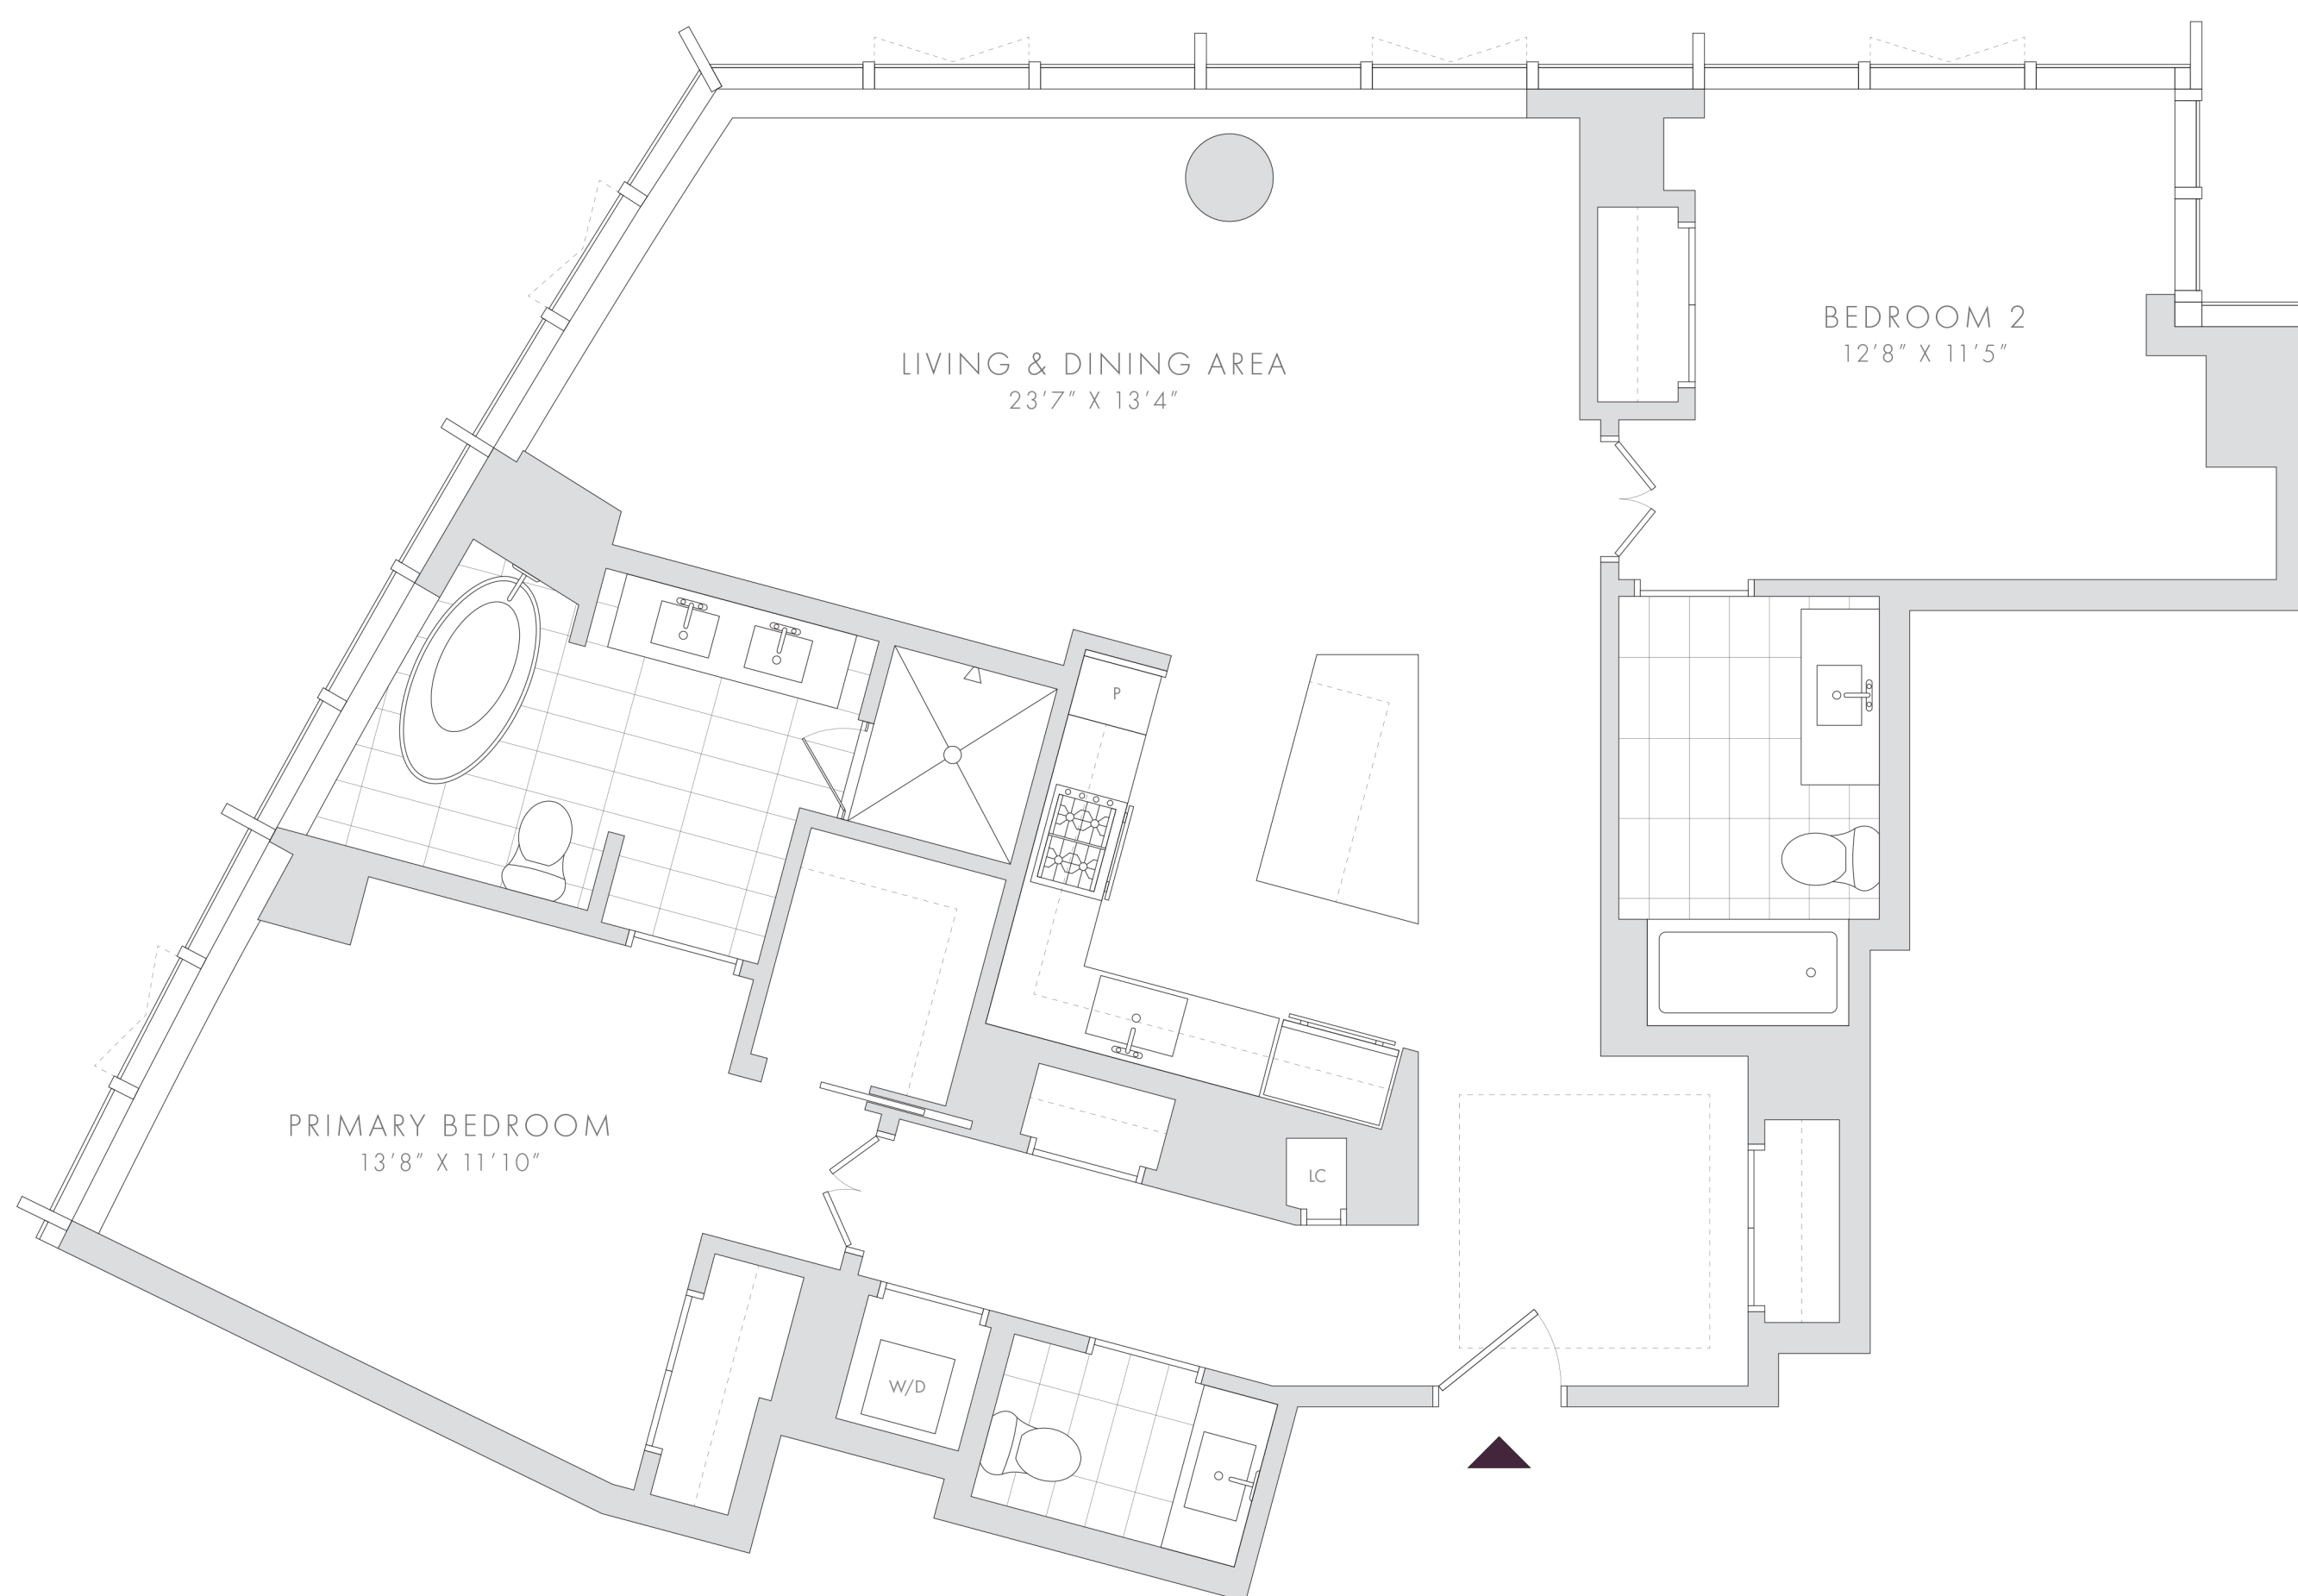 BEDROOM 2
12'8" X 11'5"
LIVING & DINING AREA
23'7" X 13'4"
P
PRIMARY BEDROOM
13'8" X 11'10"
LC
W/D